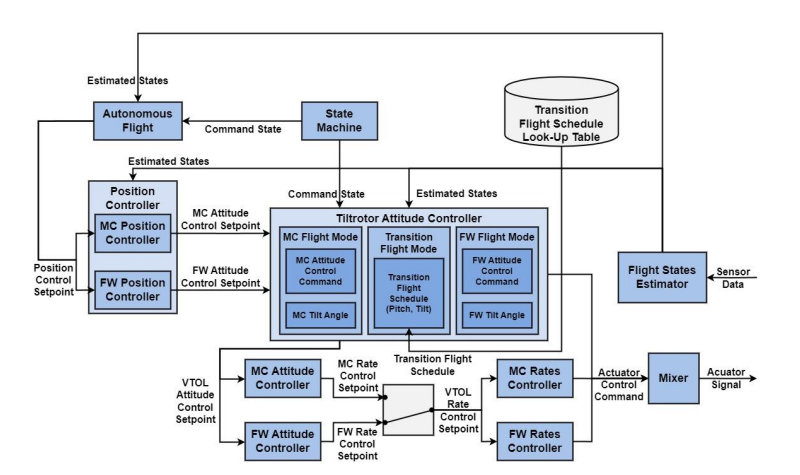 Estimated States
Autonomous
Flight
Command State
State
Machine
Transition
Flight Schedule
Look-Up Table
Estimated States
Position
Controller
MC Position
Controller
FW Position
Controller
Position
Control
Setpoint
MC Attitude
Control Setpoint
FW Attitude
Control Setpoint
Command State
Estimated States
Tiltrotor Attitude Controller
MC Flight Mode
MC Attitude
Control
Command
MC Tilt Angle
Transition
Flight Mode
Transition
Flight
Schedule
(Pitch, Tilt)
FW Flight Mode
FW Attitude
Control
Command
FW Tilt Angle
Flight States
Estimator
Sensor
Data
VTOL
Attitude
Control
Setpoint
MC Attitude
Controller
FW Attitude
Controller
MC Rate
Control
Setpoint
FW Rate
Control
Setpoint
Transition Flight
Schedule
VTOL
Rate
Control
Setpoint
MC Rates
Controller
FW Rates
Controller
Actuator
Control
Command
Mixer
Acuator
Signal